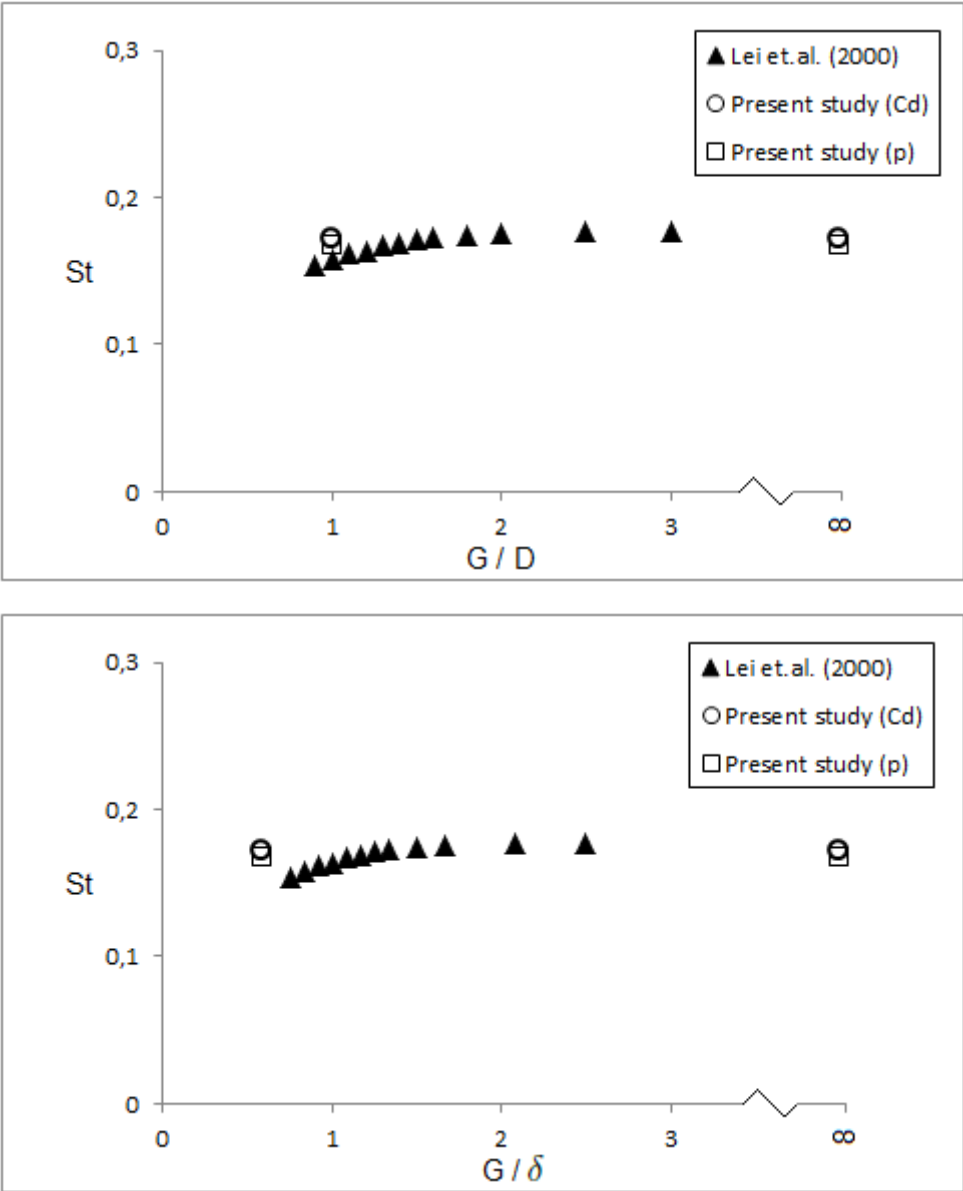 0,3
Lei et.al. (2000)
Present study (Cd)
Present study (p)
0,2
St
0,1
0
0 1 2 3 ∞
G / D
0,3
Lei et.al. (2000)
Present study (Cd)
Present study (p)
0,2
St
0,1
0
0 1 2 3 ∞
G / δ